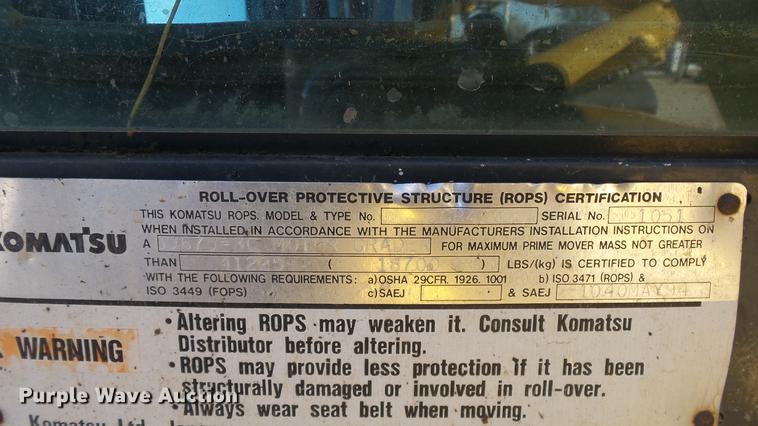 ROLL-OVER PROTECTIVE STRUCTURE (ROPS) CERTIFICATION
THIS KOMATSU ROPS. MODEL & TYPE No. SERIAL No. 1051
KOMATSU
WHEN INSTALLED IN ACCORDANCE WITH THE MANUFACTURERS INSTALLATION INSTRUCTIONS ON
A FOR MAXIMUM PRIME MOVER MASS NOT GREATER
THAN ( ) LBS/(kg) IS CERTIFIED TO COMPLY
WITH THE FOLLOWING REQUIREMENTS: a) OSHA 29CFR. 1926. 1001 b) ISO.3471 (ROPS) &
ISO 3449 (FOPS) c) SAEJ & SAEJ 1040MAY94
WARNING
• Altering ROPS may weaken it. Consult Komatsu
Distributor before altering.
• ROPS may provide less protection if it has been
structurally damaged or involved in roll-over.
• Always wear seat belt when moving.
Purple Wave Auction
Komatsu Ltd.